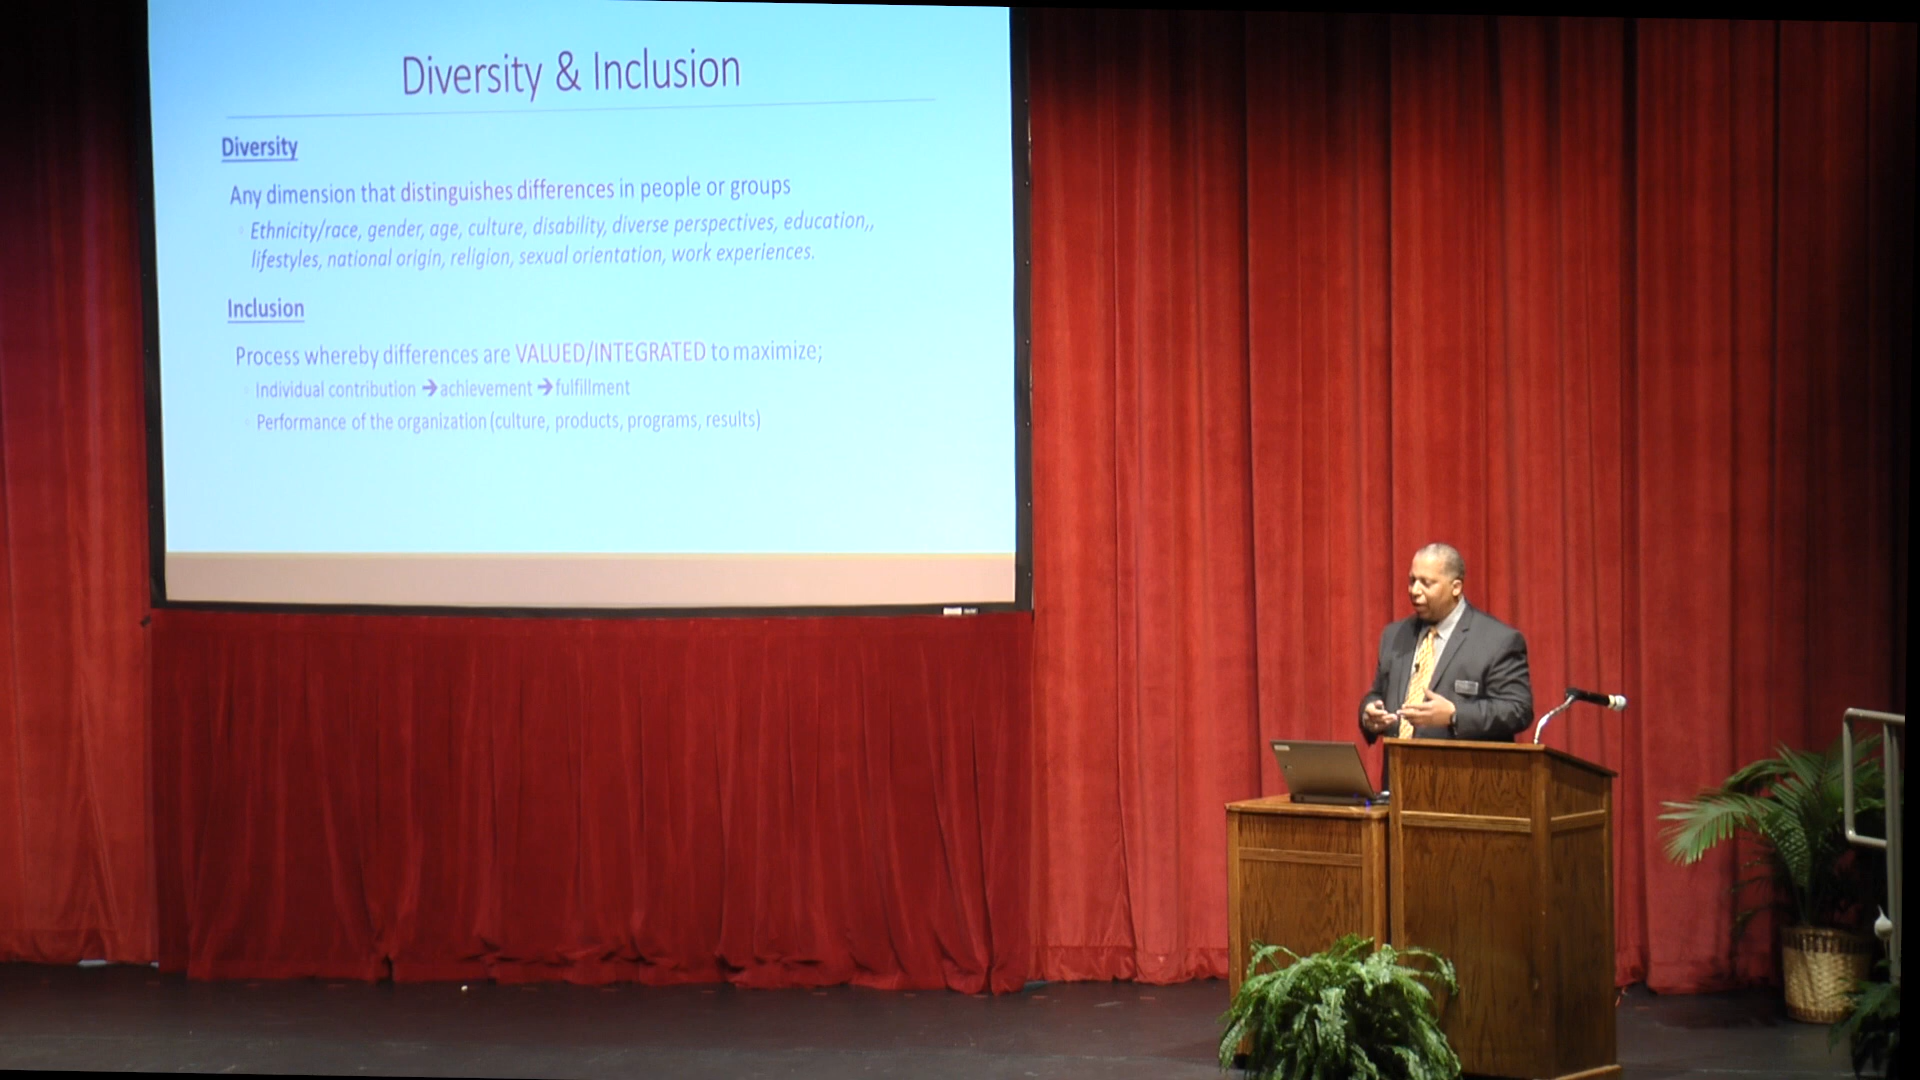 Diversity & Inclusion
Diversity
Any dimension that distinguishes differences in people or groups
Ethnicity/race, gender, age, culture, disability, diverse perspectives, education,,
lifestyles, national origin, religion, sexual orientation, work experiences.
Inclusion
Process whereby differences are VALUED/INTEGRATED to maximize;
Individual contribution ➔ achievement ➔ fulfillment
Performance of the organization (culture, products, programs, results)